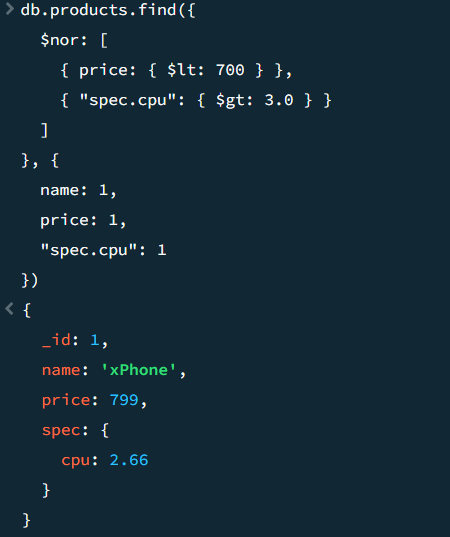 > db.products.find({
$nor: [
{ price: { $lt: 700 } },
{ "spec.cpu": { $gt: 3.0 } }
]
}, {
name: 1,
price: 1,
"spec.cpu": 1
})
< {
_id: 1,
name: 'xPhone',
price: 799,
spec: {
cpu: 2.66
}
}